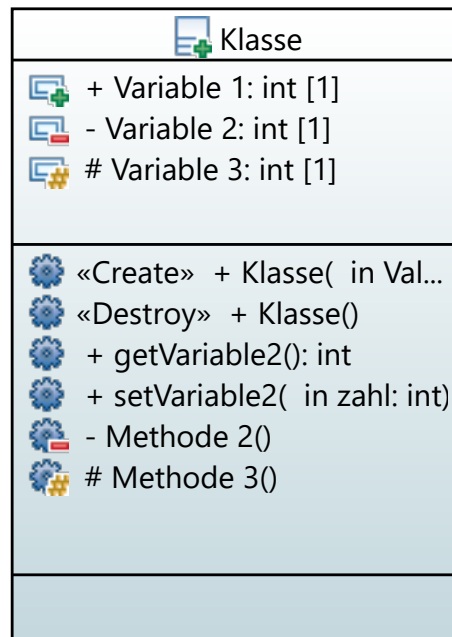 Klasse
+ Variable 1: int [1]
- Variable 2: int [1]
# Variable 3: int [1]
«Create» + Klasse( in Val...
«Destroy» + Klasse()
+ getVariable2(): int
+ setVariable2( in zahl: int)
- Methode 2()
# Methode 3()